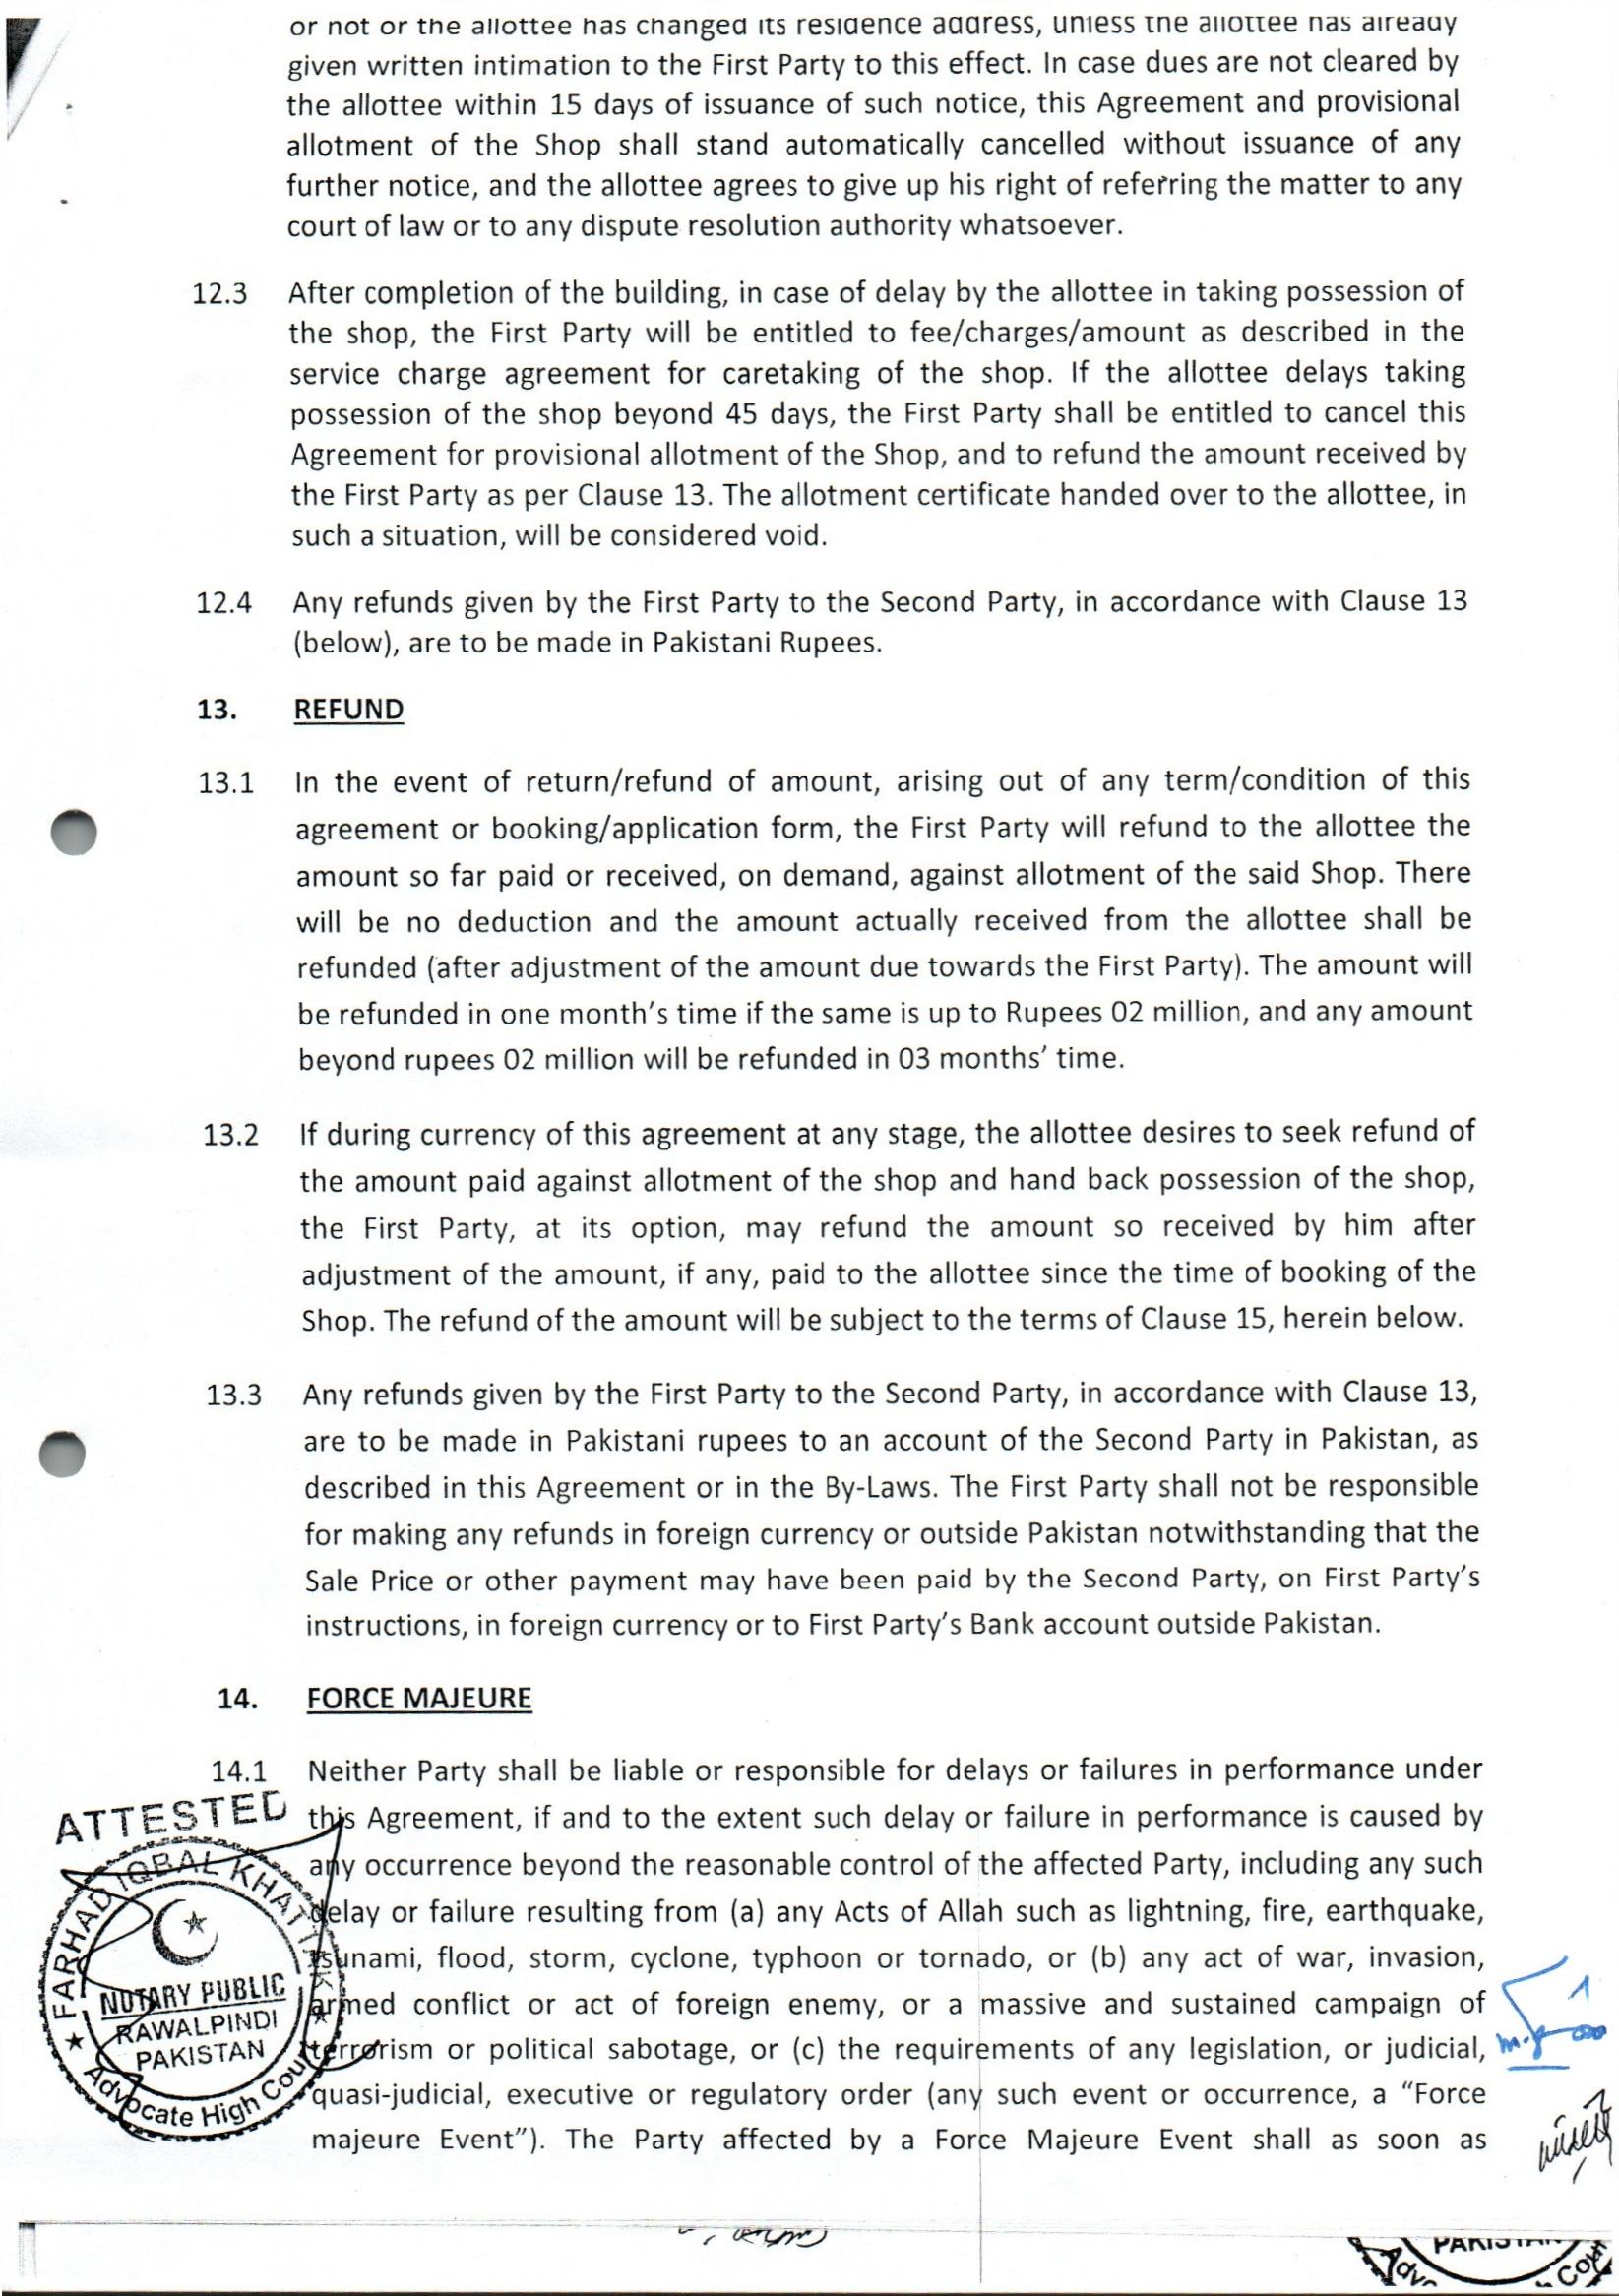 or not or the allottee has changed its residence address, unless the allottee has already
given written intimation to the First Party to this effect. In case dues are not cleared by
the allottee within 15 days of issuance of such notice, this Agreement and provisional
allotment of the Shop shall stand automatically cancelled without issuance of any
further notice, and the allottee agrees to give up his right of referring the matter to any
court of law or to any dispute resolution authority whatsoever.
12.3 After completion of the building, in case of delay by the allottee in taking possession of
the shop, the First Party will be entitled to fee/charges/amount as described in the
service charge agreement for caretaking of the shop. If the allottee delays taking
possession of the shop beyond 45 days, the First Party shall be entitled to cancel this
Agreement for provisional allotment of the Shop, and to refund the amount received by
the First Party as per Clause 13. The allotment certificate handed over to the allottee, in
such a situation, will be considered void.
12.4 Any refunds given by the First Party to the Second Party, in accordance with Clause 13
(below), are to be made in Pakistani Rupees.
13. REFUND
13.1 In the event of return/refund of amount, arising out of any term/condition of this
agreement or booking/application form, the First Party will refund to the allottee the
amount so far paid or received, on demand, against allotment of the said Shop. There
will be no deduction and the amount actually received from the allottee shall be
refunded (after adjustment of the amount due towards the First Party). The amount will
be refunded in one month's time if the same is up to Rupees 02 million, and any amount
beyond rupees 02 million will be refunded in 03 months' time.
13.2 If during currency of this agreement at any stage, the allottee desires to seek refund of
the amount paid against allotment of the shop and hand back possession of the shop,
the First Party, at its option, may refund the amount so received by him after
adjustment of the amount, if any, paid to the allottee since the time of booking of the
Shop. The refund of the amount will be subject to the terms of Clause 15, herein below.
13.3 Any refunds given by the First Party to the Second Party, in accordance with Clause 13,
are to be made in Pakistani rupees to an account of the Second Party in Pakistan, as
described in this Agreement or in the By-Laws. The First Party shall not be responsible
for making any refunds in foreign currency or outside Pakistan notwithstanding that the
Sale Price or other payment may have been paid by the Second Party, on First Party's
instructions, in foreign currency or to First Party's Bank account outside Pakistan.
14. FORCE MAJEURE
14.1 Neither Party shall be liable or responsible for delays or failures in performance under
this Agreement, if and to the extent such delay or failure in performance is caused by
any occurrence beyond the reasonable control of the affected Party, including any such
delay or failure resulting from (a) any Acts of Allah such as lightning, fire, earthquake,
tsunami, flood, storm, cyclone, typhoon or tornado, or (b) any act of war, invasion,
armed conflict or act of foreign enemy, or a massive and sustained campaign of
terrorism or political sabotage, or (c) the requirements of any legislation, or judicial,
quasi-judicial, executive or regulatory order (any such event or occurrence, a "Force
majeure Event"). The Party affected by a Force Majeure Event shall as soon as
ATTESTED
FARHAD IQBAL KHATTAK
NOTARY PUBLIC
RAWALPINDI
PAKISTAN
Advocate High Court